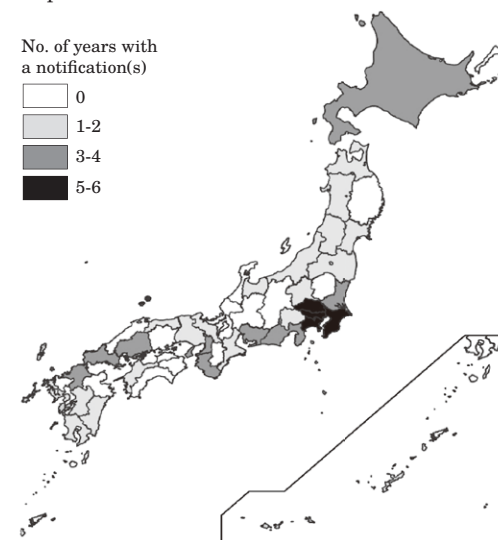 No. of years with
a notification(s)
0
1-2
3-4
5-6